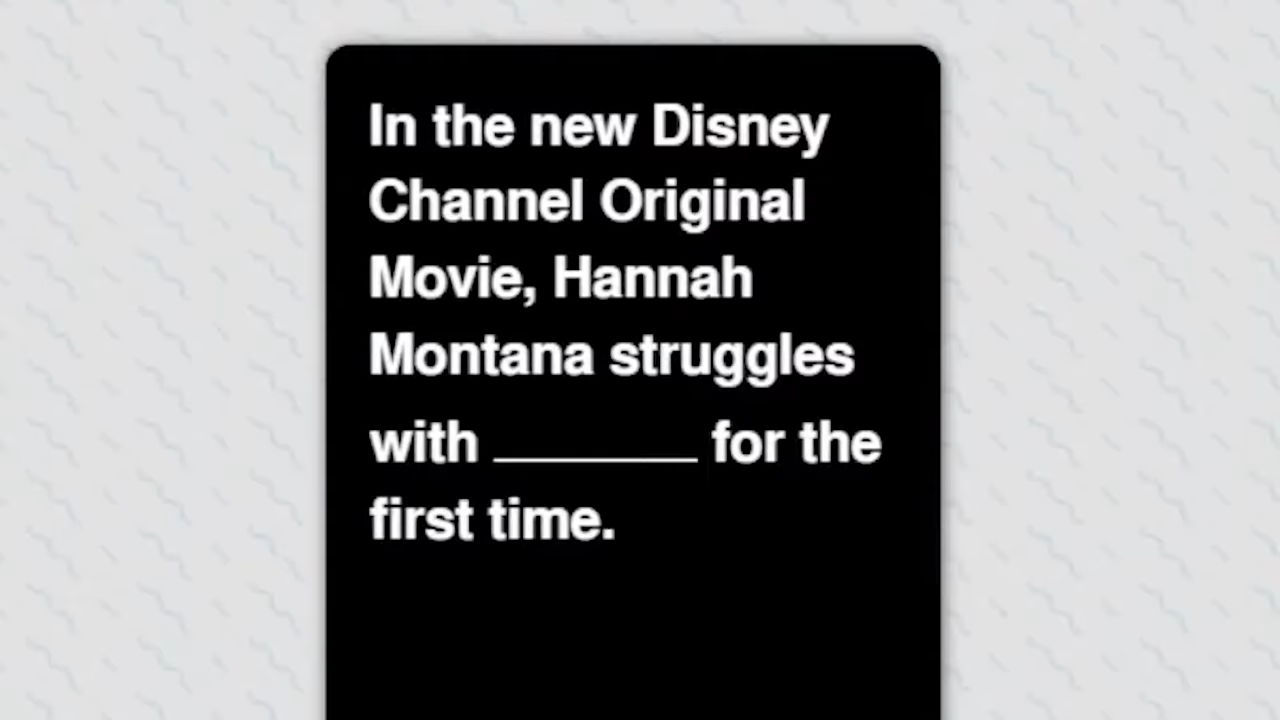 In the new Disney
Channel Original
Movie, Hannah
Montana struggles
with ________ for the
first time.